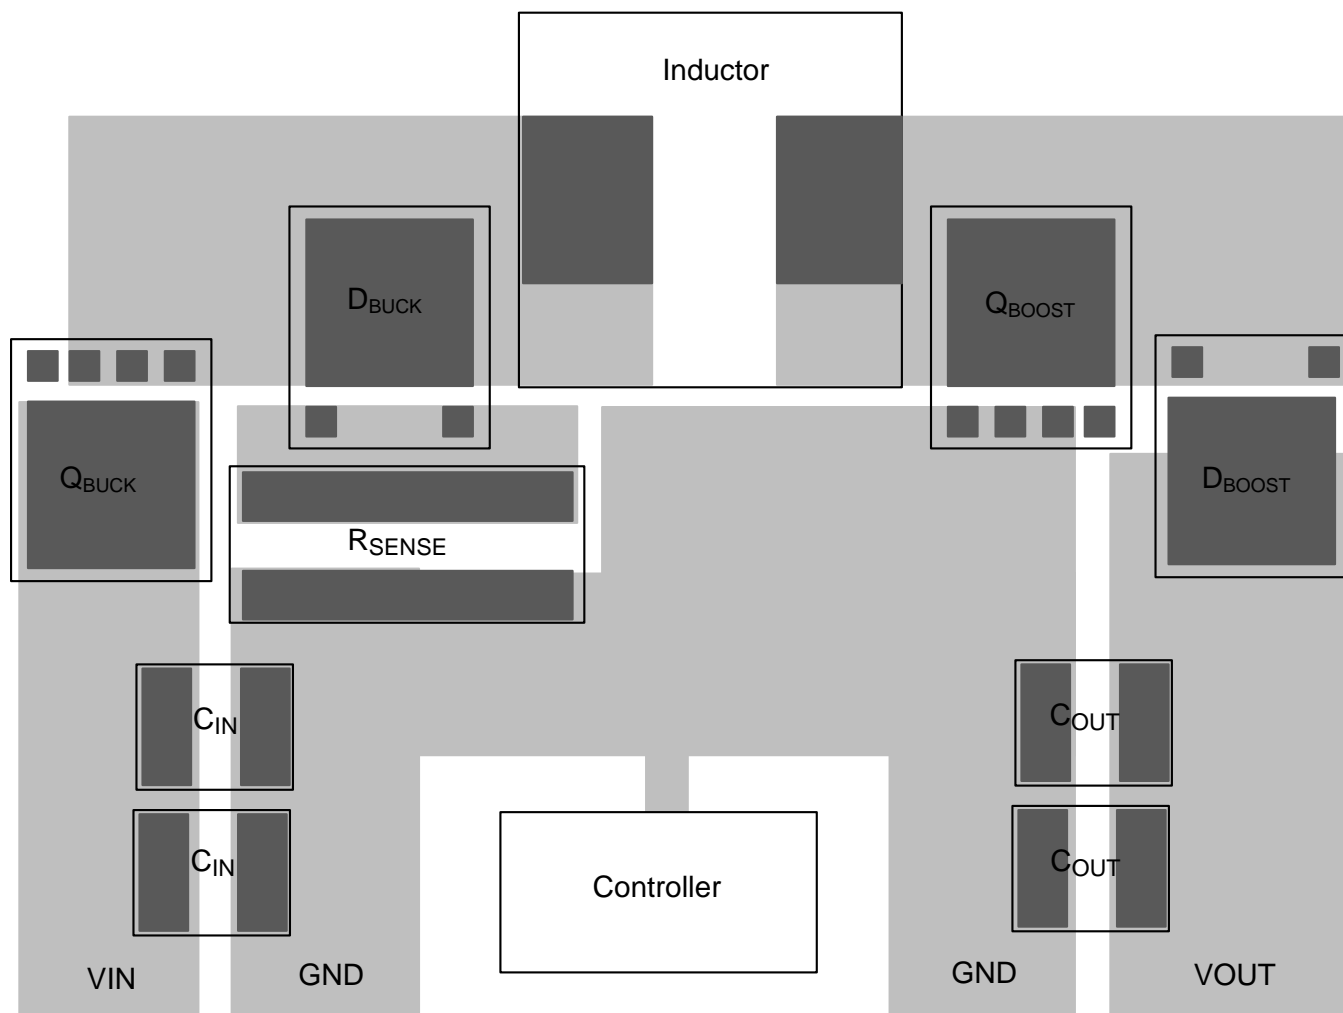 Inductor
DBUCK
QBOOST
QBUCK
DBOOST
RSENSE
CIN
COUT
CIN
COUT
Controller
VIN
GND
GND
VOUT